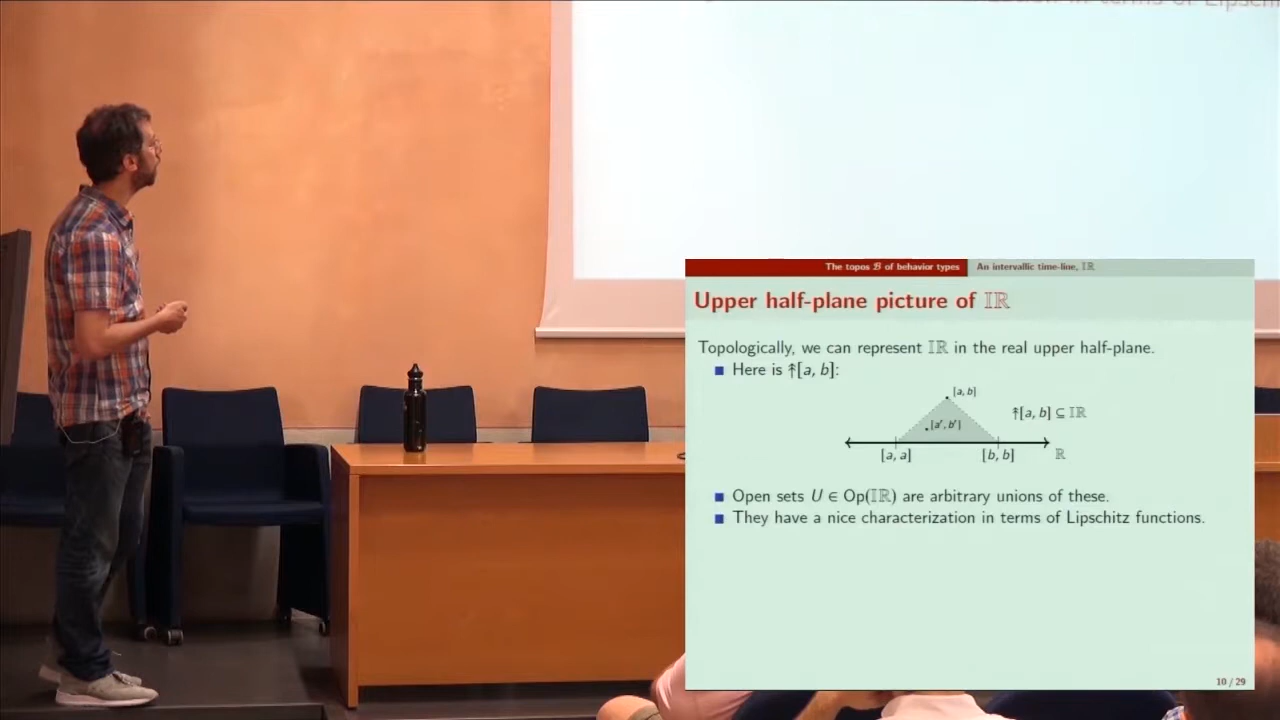 The topos ℬ of behavior types
An intervallic time-line, 𝕀ℝ
Upper half-plane picture of 𝕀ℝ
Topologically, we can represent 𝕀ℝ in the real upper half-plane.
Here is ↟[a, b]:
[a, b]
↟[a, b] ⊆ 𝕀ℝ
[a′, b′]
[a, a]
[b, b]
ℝ
Open sets U ∈ Op(𝕀ℝ) are arbitrary unions of these.
They have a nice characterization in terms of Lipschitz functions.
10 / 29